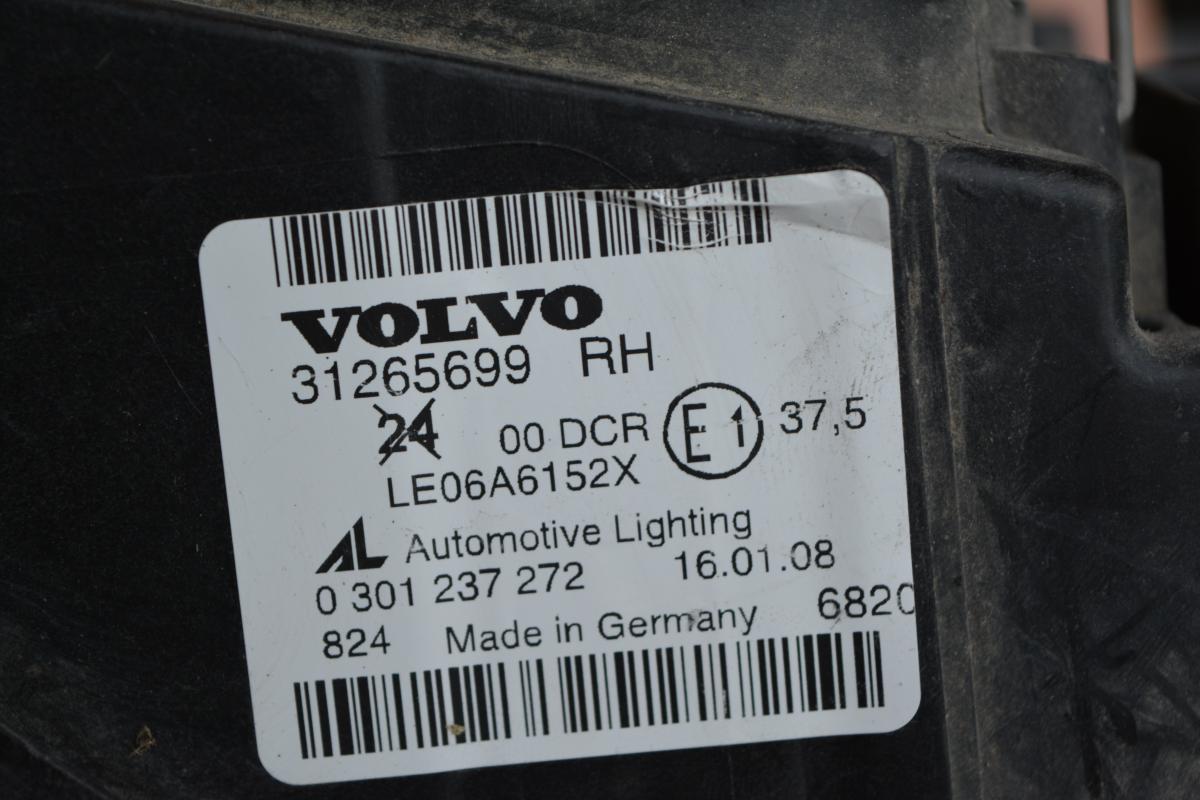 VOLVO
31265699 RH
24 00 DCR E1 37,5
LE06A6152X
AL Automotive Lighting
0 301 237 272 16.01.08
824 Made in Germany 6820